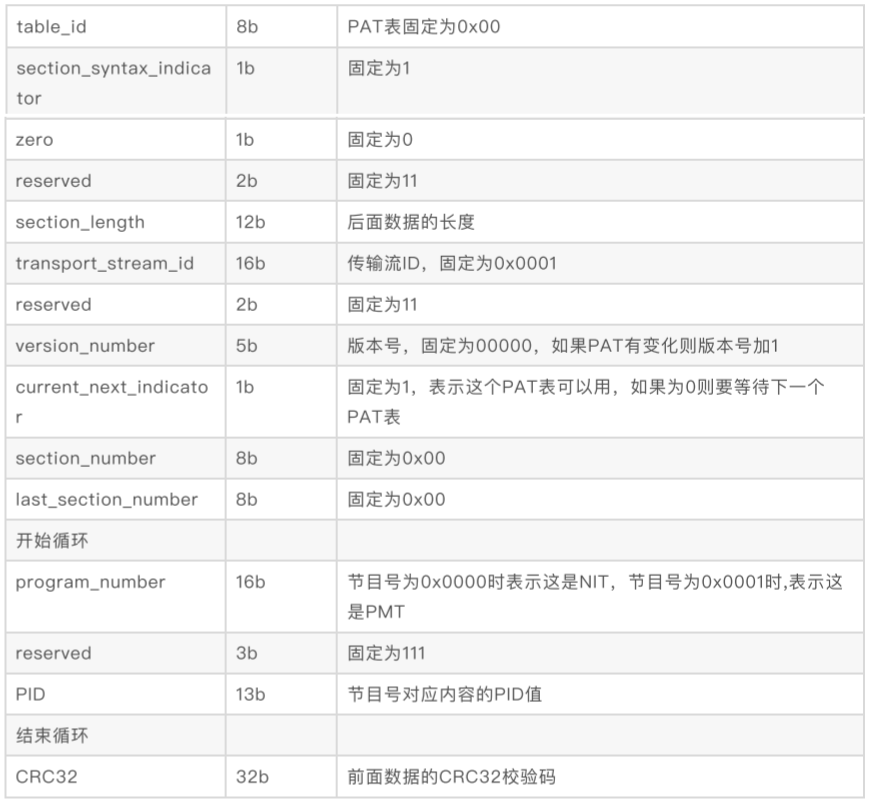 table_id 8b PAT表固定为0x00
section_syntax_indica 1b 固定为1
tor
zero 1b 固定为0
reserved 2b 固定为11
section_length 12b 后面数据的长度
transport_stream_id 16b 传输流ID，固定为0x0001
reserved 2b 固定为11
version_number 5b 版本号，固定为00000，如果PAT有变化则版本号加1
current_next_indicato 1b 固定为1，表示这个PAT表可以用，如果为0则要等待下一个
r PAT表
section_number 8b 固定为0x00
last_section_number 8b 固定为0x00
开始循环
program_number 16b 节目号为0x0000时表示这是NIT，节目号为0x0001时,表示这
是PMT
reserved 3b 固定为111
PID 13b 节目号对应内容的PID值
结束循环
CRC32 32b 前面数据的CRC32校验码